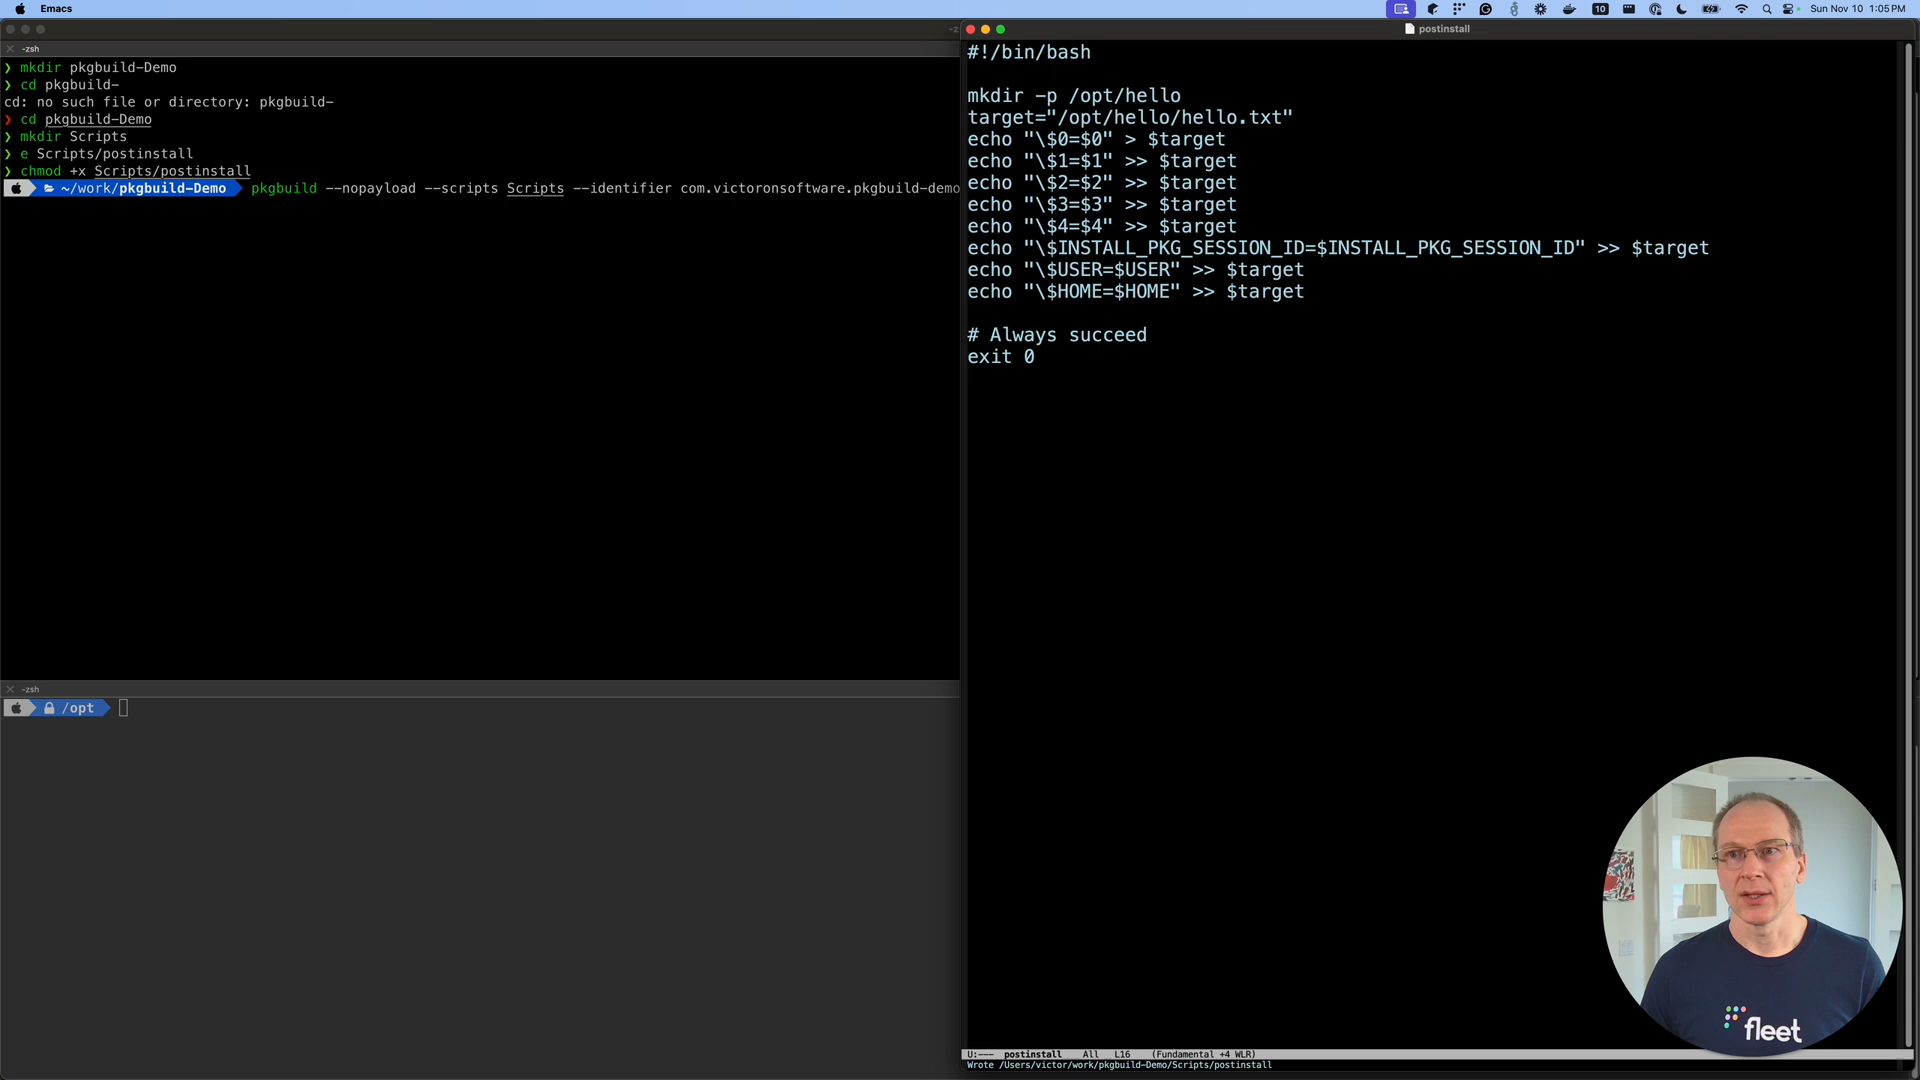 Emacs
10
Sun Nov 10 1:05 PM
-zsh
❯ mkdir pkgbuild-Demo
❯ cd pkgbuild-
cd: no such file or directory: pkgbuild-
❯ cd pkgbuild-Demo
❯ mkdir Scripts
❯ e Scripts/postinstall
❯ chmod +x Scripts/postinstall
~/work/pkgbuild-Demo pkgbuild --nopayload --scripts Scripts --identifier com.victoronsoftware.pkgbuild-demo
-zsh
/opt
postinstall
#!/bin/bash
mkdir -p /opt/hello
target="/opt/hello/hello.txt"
echo "\$0=$0" > $target
echo "\$1=$1" >> $target
echo "\$2=$2" >> $target
echo "\$3=$3" >> $target
echo "\$4=$4" >> $target
echo "\$INSTALL_PKG_SESSION_ID=$INSTALL_PKG_SESSION_ID" >> $target
echo "\$USER=$USER" >> $target
echo "\$HOME=$HOME" >> $target
# Always succeed
exit 0
fleet
U:--- postinstall All L16 (Fundamental +4 WLR)
Wrote /Users/victor/work/pkgbuild-Demo/Scripts/postinstall